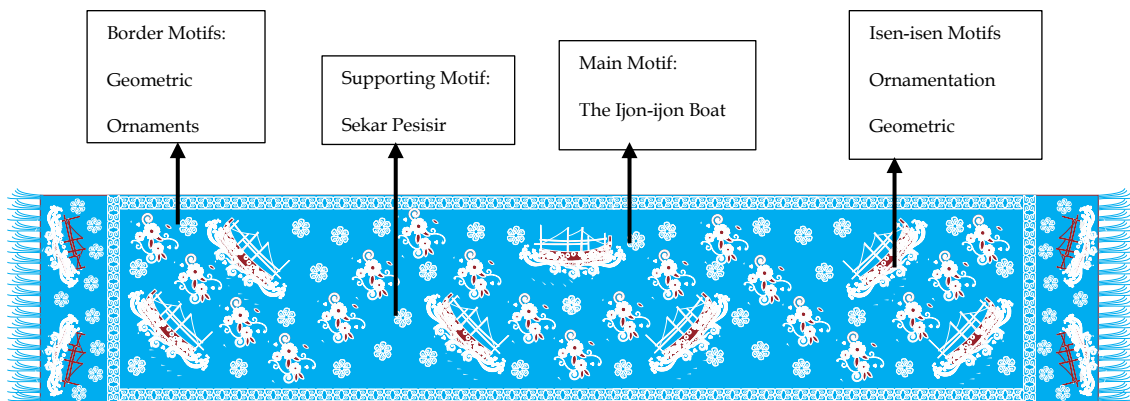 Border Motifs:
Geometric
Ornaments
Supporting Motif:
Sekar Pesisir
Main Motif:
The Ijon-ijon Boat
Isen-isen Motifs
Ornamentation
Geometric